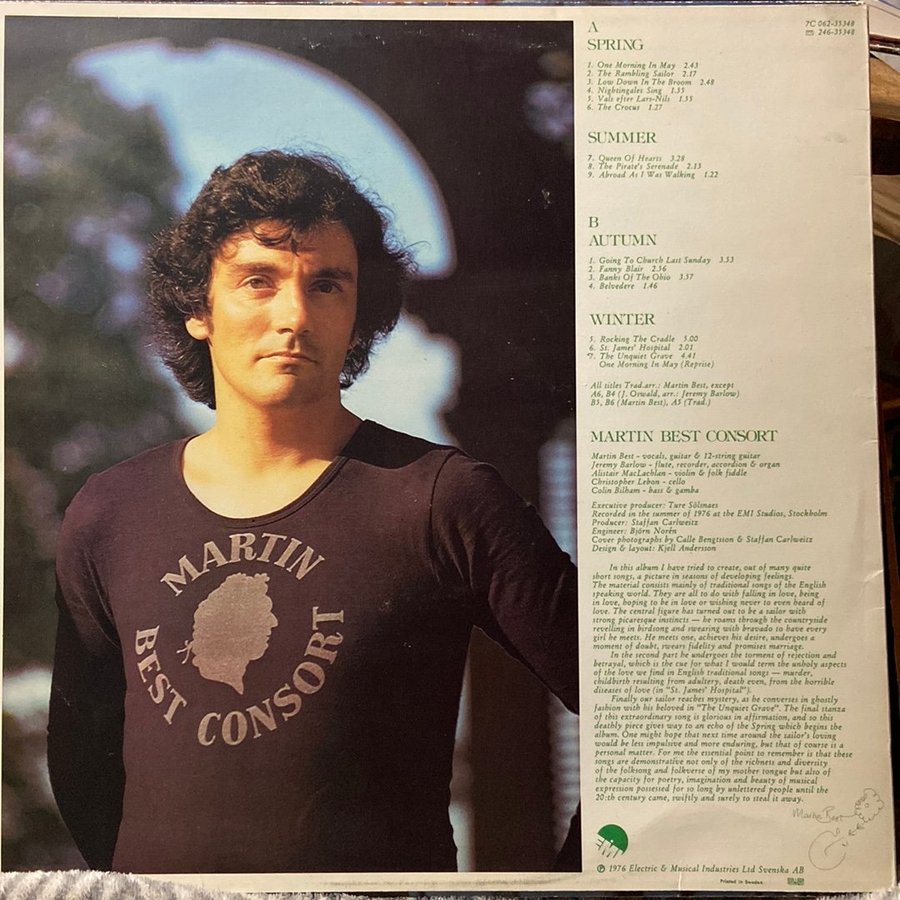 MARTIN
BEST CONSORT
7C 062-35348
246-35348
A
SPRING
1. One Morning In May 2.43
2. The Rambling Sailor 2.17
3. Low Down In The Broom 2.48
4. Nightingales Sing 1.35
5. Vals efter Lars-Nils 1.35
6. The Crocus 1.27
SUMMER
7. Queen Of Hearts 3.28
8. The Pirate's Serenade 2.13
9. Abroad As I Was Walking 1.22
B
AUTUMN
1. Going To Church Last Sunday 3.53
2. Fanny Blair 2.56
3. Banks Of The Ohio 3.57
4. Belvedere 1.46
WINTER
5. Rocking The Cradle 5.00
6. St. James' Hospital 2.01
7. The Unquiet Grave 4.41
One Morning In May (Reprise)
All titles Trad.arr.: Martin Best, except
A6, B4 (J. Oswald, arr.: Jeremy Barlow)
B5, B6 (Martin Best), A5 (Trad.)
MARTIN BEST CONSORT
Martin Best - vocals, guitar & 12-string guitar
Jeremy Barlow - flute, recorder, accordion & organ
Alistair MacLachlan - violin & folk fiddle
Christopher Lebon - cello
Colin Bilham - bass & gamba
Executive producer: Ture Sölmaes
Recorded in the summer of 1976 at the EMI Studios, Stockholm
Producer: Staffan Carlweitz
Engineer: Björn Norén
Cover photographs by Calle Bengtsson & Staffan Carlweitz
Design & layout: Kjell Andersson
In this album I have tried to create, out of many quite
short songs, a picture in seasons of developing feelings.
The material consists mainly of traditional songs of the English
speaking world. They are all to do with falling in love, being
in love, hoping to be in love or wishing never to even heard of
love. The central figure has turned out to be a sailor with
strong picaresque instincts — he roams through the countryside
revelling in birdsong and swearing with bravado to have every
girl he meets. He meets one, achieves his desire, undergoes a
moment of doubt, swears fidelity and promises marriage.
In the second part he undergoes the torment of rejection and
betrayal, which is the cue for what I would term the unholy aspects
of the love we find in English traditional songs — murder,
childbirth resulting from adultery, death even, from the horrible
diseases of love (in "St. James' Hospital").
Finally our sailor reaches mystery, as he converses in ghostly
fashion with his beloved in "The Unquiet Grave". The final stanza
of this extraordinary song is glorious in affirmation, and so this
deathly piece gives way to an echo of the Spring which begins the
album. One might hope that next time around the sailor's loving
would be less impulsive and more enduring, but that of course is a
personal matter. For me the essential point to remember is that these
songs are demonstrative not only of the richness and diversity
of the folksong and folkverse of my mother tongue but also of
the capacity for poetry, imagination and beauty of musical
expression possessed for so long by unlettered people until the
20:th century came, swiftly and surely to steal it away.
Martin Best
℗ 1976 Electric & Musical Industries Ltd Svenska AB
Printed in Sweden